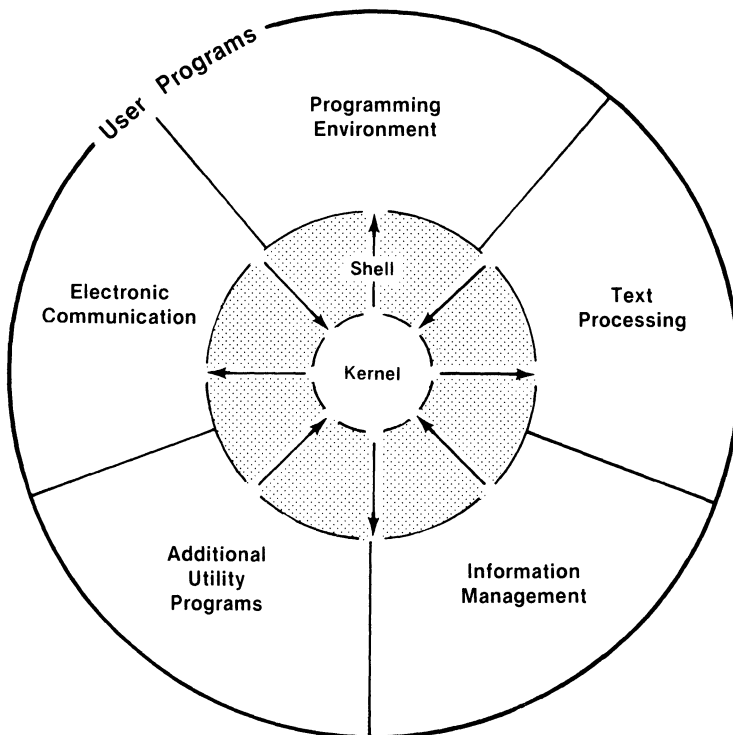 User Programs
Programming
Environment
Shell
Electronic
Communication
Text
Processing
Kernel
Additional
Utility
Programs
Information
Management